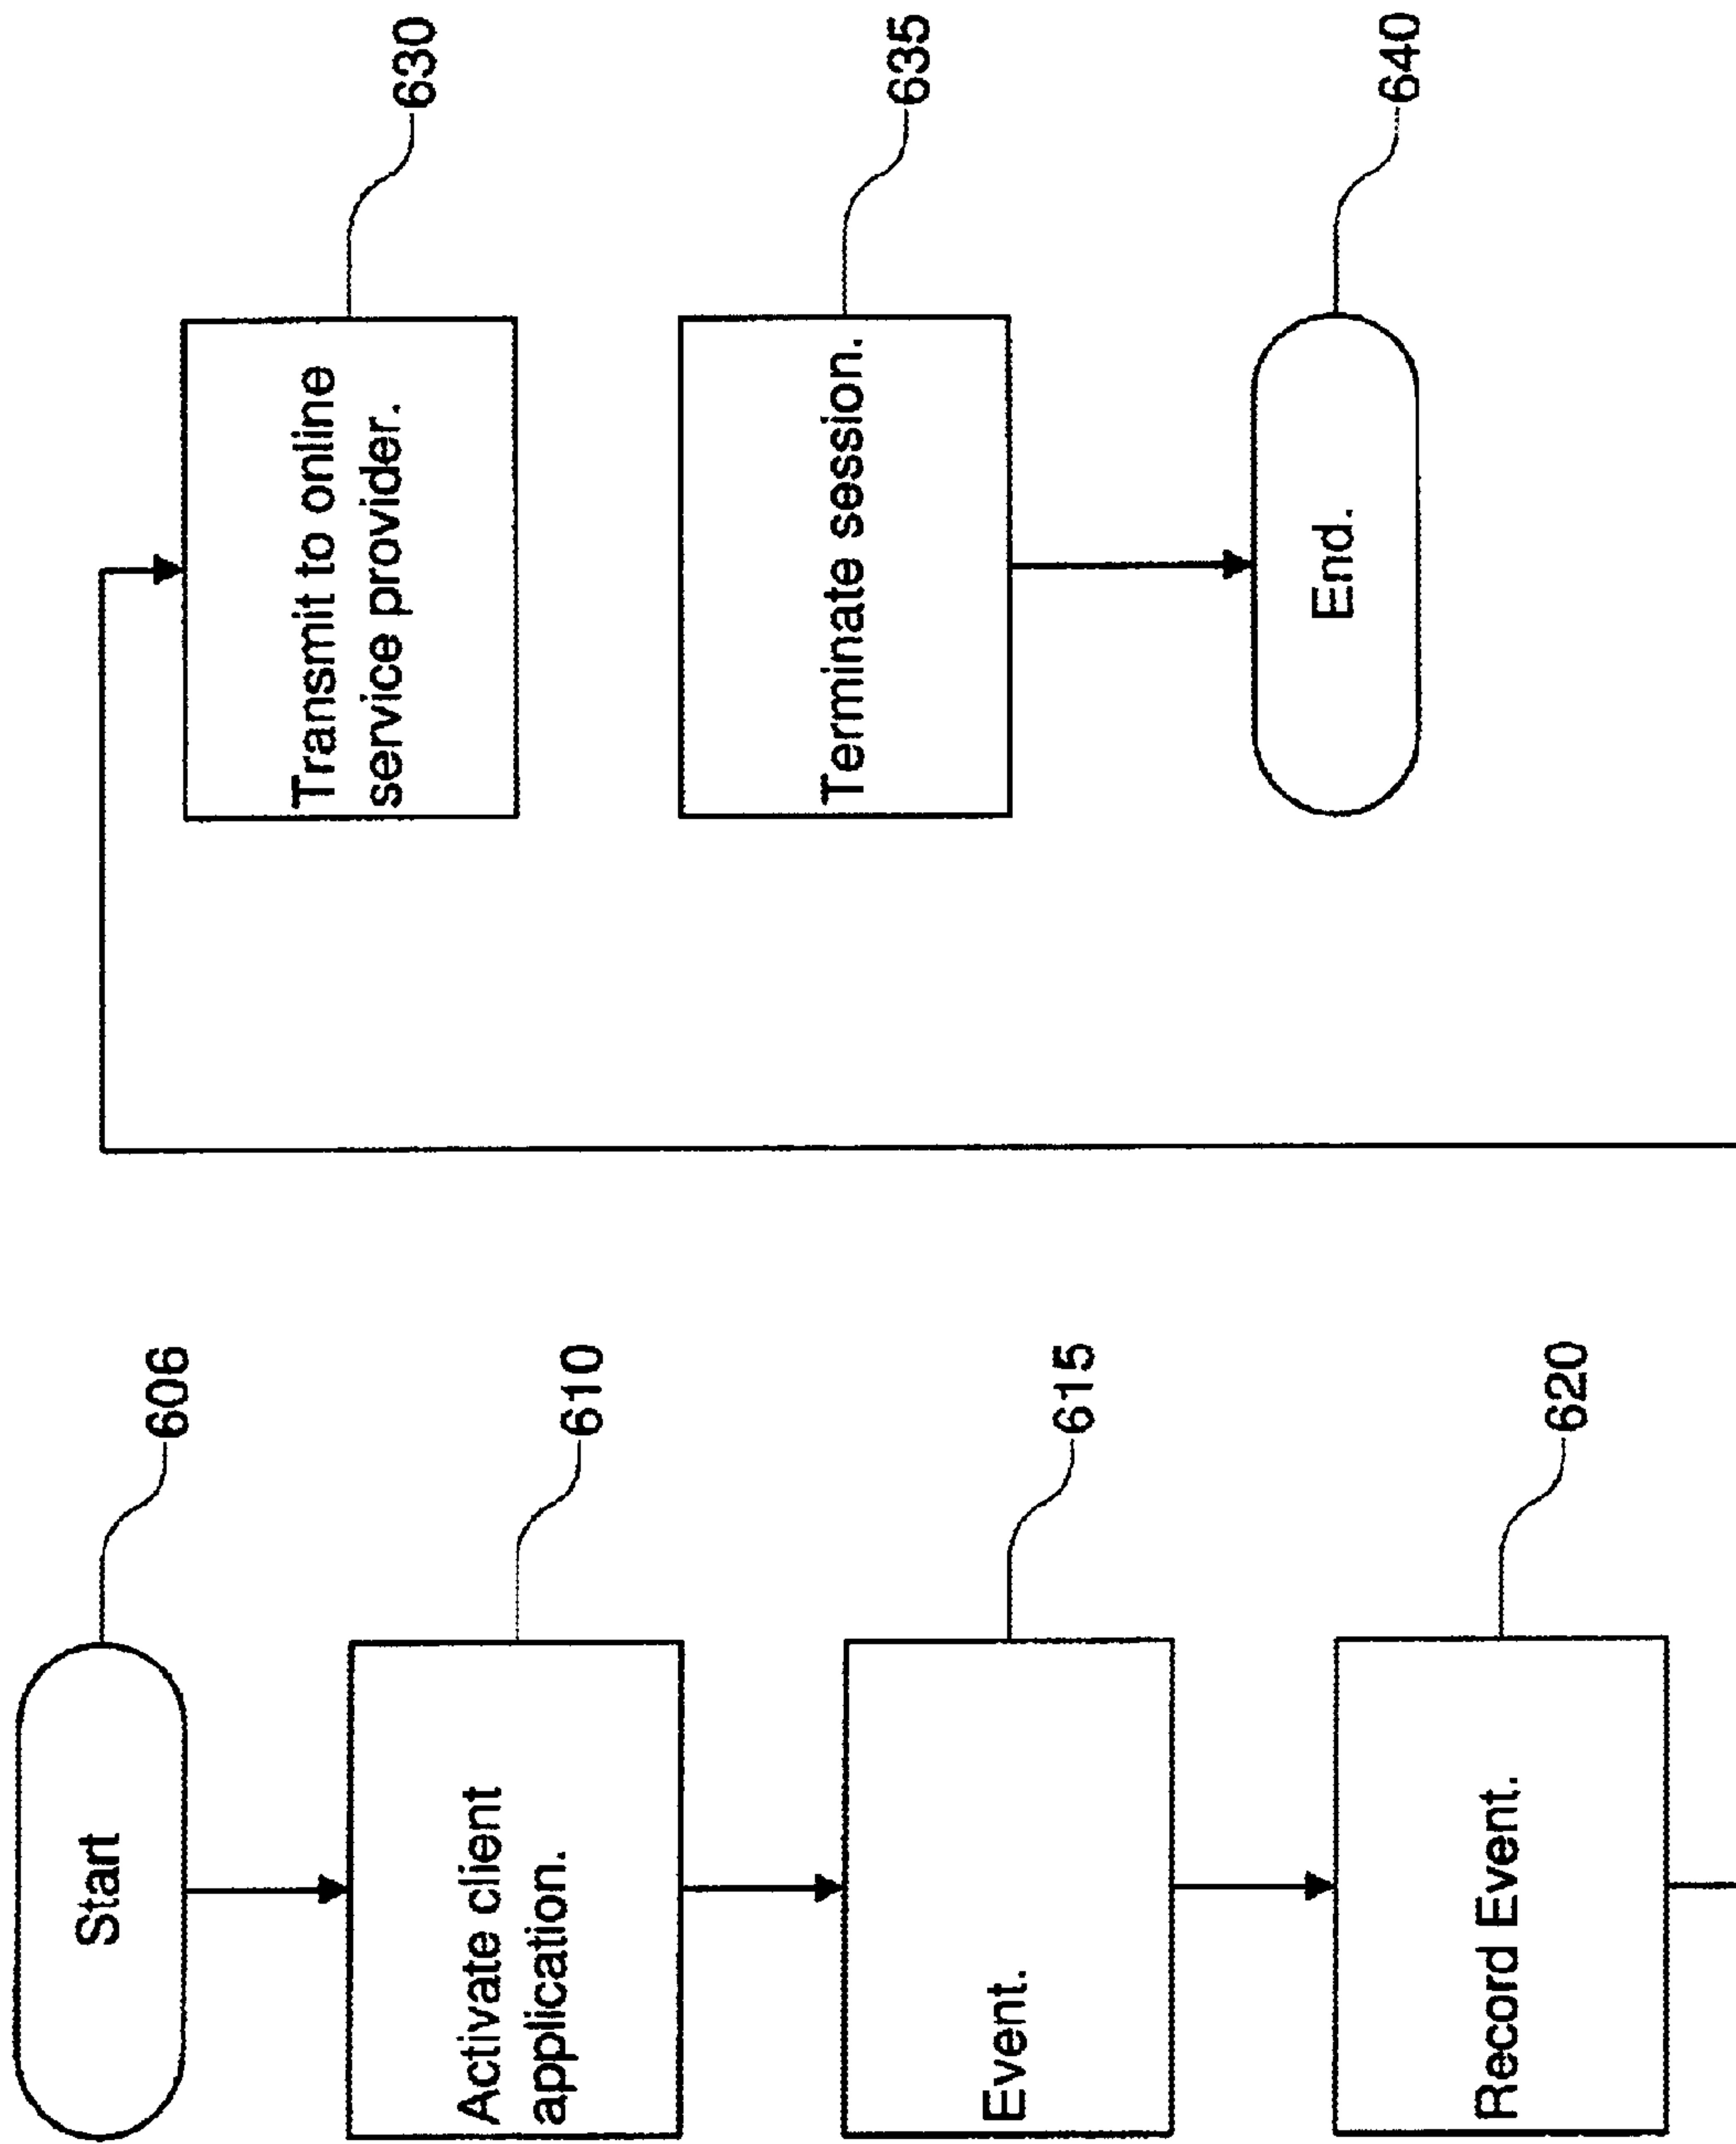 Start
606
Activate client
application.
610
Event.
615
Record Event.
620
Transmit to online
service provider.
630
Terminate session.
635
End.
640